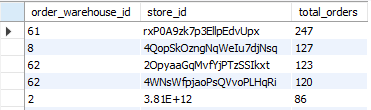 order_warehouse_id store_id total_orders
61 rxP0A9zk7p3EllpEdvUpx 247
8 4QopSkOzngNqWeIu7djNsq 127
62 2OpyaaGqMvfYjPTzSSIkxt 123
62 4WNsWfpjaoPsQVvoPLHqRi 120
2 3.81E+12 86